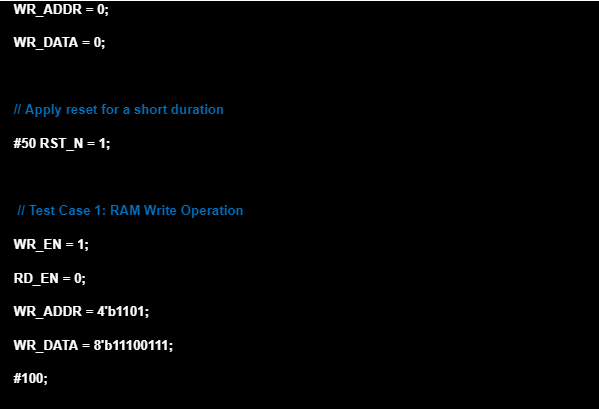 WR_ADDR = 0;
WR_DATA = 0;
// Apply reset for a short duration
#50 RST_N = 1;
// Test Case 1: RAM Write Operation
WR_EN = 1;
RD_EN = 0;
WR_ADDR = 4'b1101;
WR_DATA = 8'b11100111;
#100;